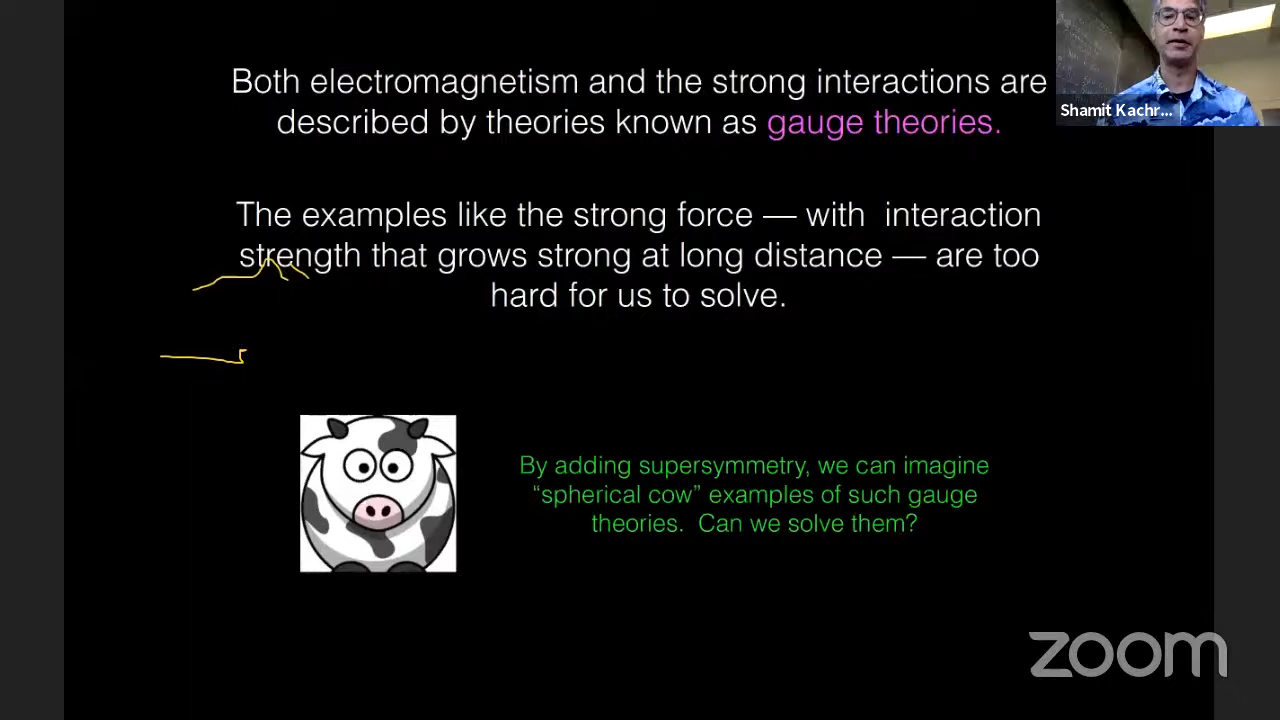 Both electromagnetism and the strong interactions are
described by theories known as gauge theories.
Shamit Kachr...
The examples like the strong force — with  interaction
strength that grows strong at long distance — are too
hard for us to solve.
By adding supersymmetry, we can imagine
“spherical cow” examples of such gauge
theories.  Can we solve them?
zoom